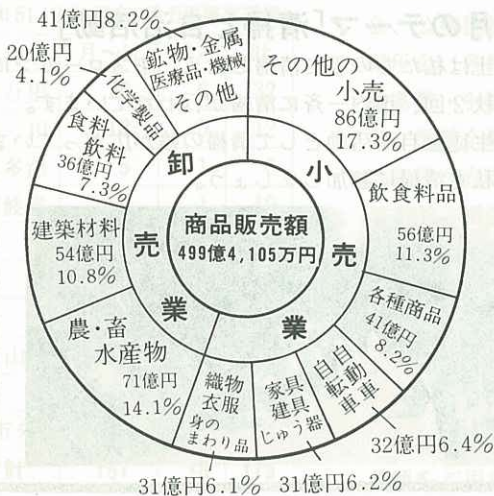 41億円8.2%
20億円
4.1%
化学製品
鉱物・金属
医療品・機械
その他
その他の
小売
86億円
17.3%
食料
飲料
36億円
7.3%
卸
売
業
小
売
業
飲食料品
56億円
11.3%
建築材料
54億円
10.8%
商品販売額
499億4,105万円
各種商品
41億円
8.2%
農・畜
水産物
71億円
14.1%
織物
衣服
身の
まわり品
家具
建具
じゅう器
自動車
自転車
32億円6.4%
31億円6.1%
31億円6.2%